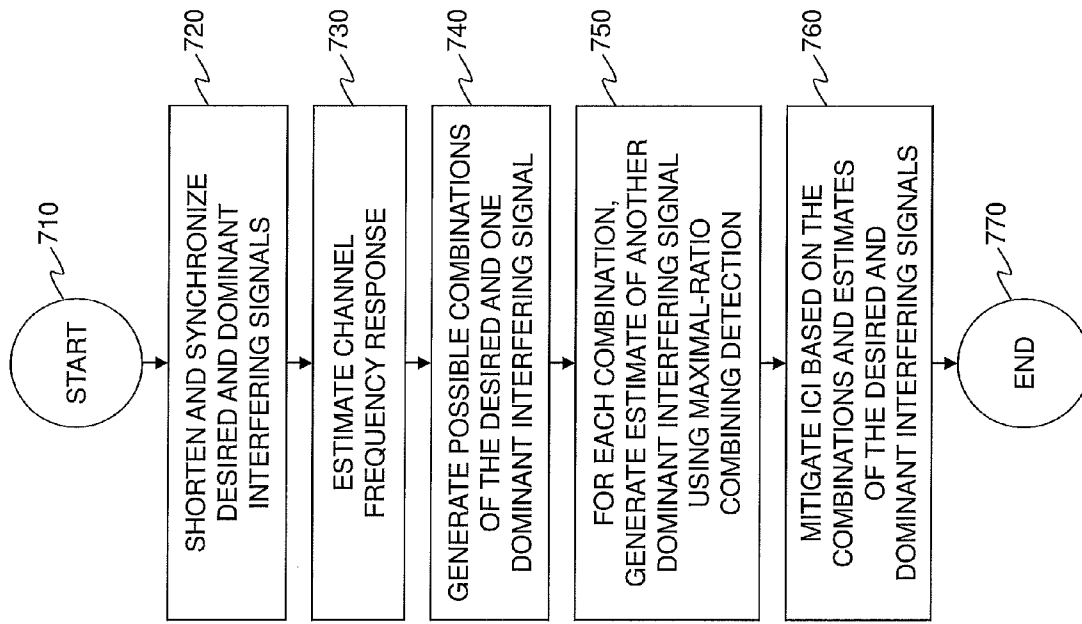 START
710
SHORTEN AND SYNCHRONIZE
DESIRED AND DOMINANT
INTERFERING SIGNALS
720
ESTIMATE CHANNEL
FREQUENCY RESPONSE
730
GENERATE POSSIBLE COMBINATIONS
OF THE DESIRED AND ONE
DOMINANT INTERFERING SIGNAL
740
FOR EACH COMBINATION,
GENERATE ESTIMATE OF ANOTHER
DOMINANT INTERFERING SIGNAL
USING MAXIMAL-RATIO
COMBINING DETECTION
750
MITIGATE ICI BASED ON THE
COMBINATIONS AND ESTIMATES
OF THE DESIRED AND
DOMINANT INTERFERING SIGNALS
760
END
770